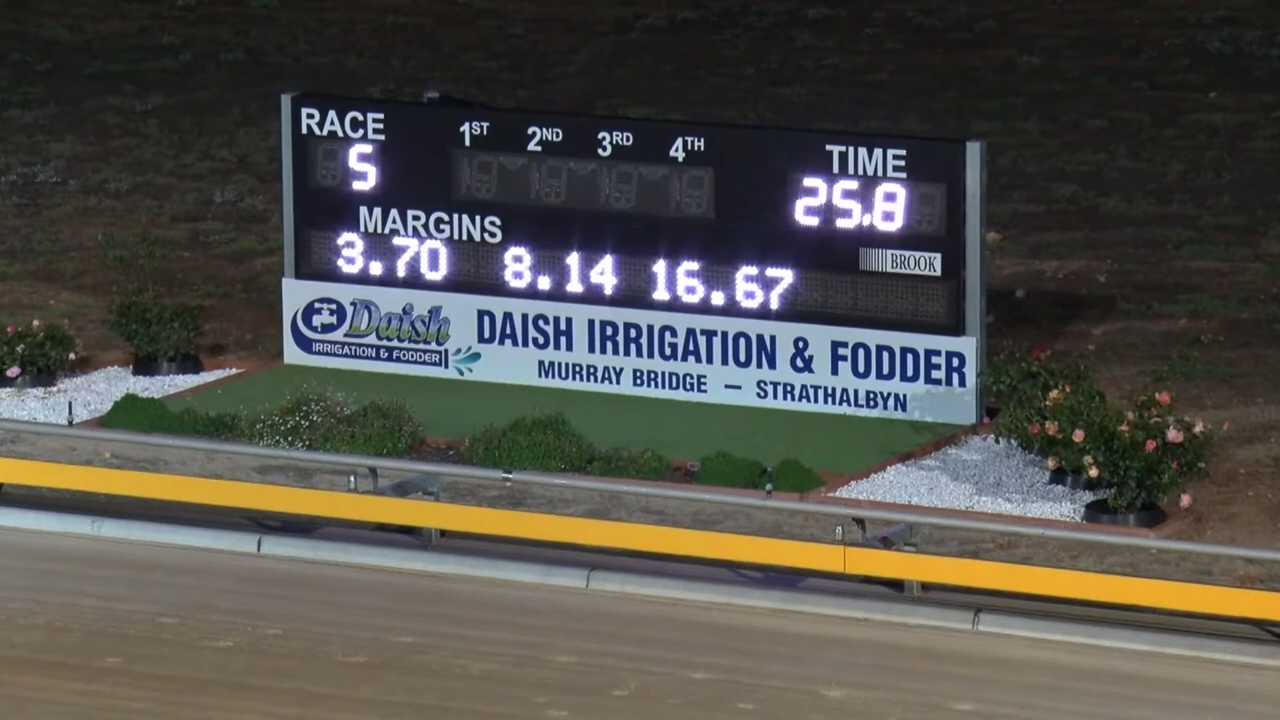 RACE 1ST 2ND 3RD 4TH TIME
5 25.8
MARGINS
3.70 8.14 16.67
BROOK
Daish
IRRIGATION & FODDER
DAISH IRRIGATION & FODDER
MURRAY BRIDGE — STRATHALBYN